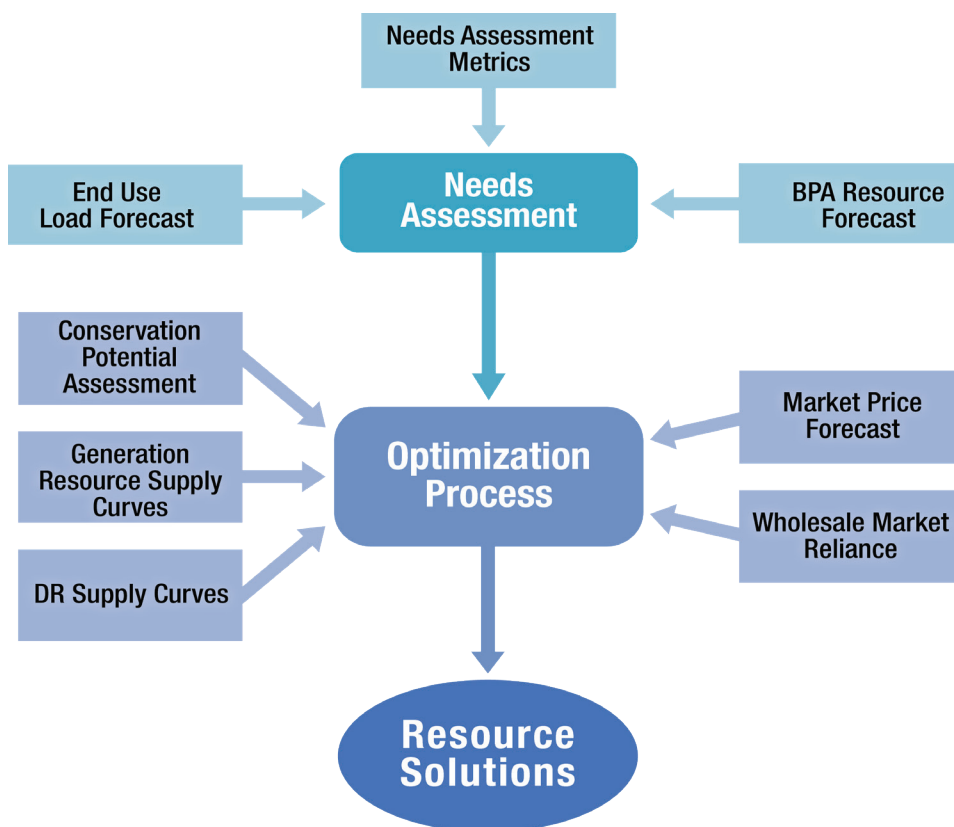 Needs Assessment
Metrics
End Use
Load Forecast
Needs
Assessment
BPA Resource
Forecast
Conservation
Potential
Assessment
Generation
Resource Supply
Curves
DR Supply Curves
Optimization
Process
Market Price
Forecast
Wholesale Market
Reliance
Resource
Solutions